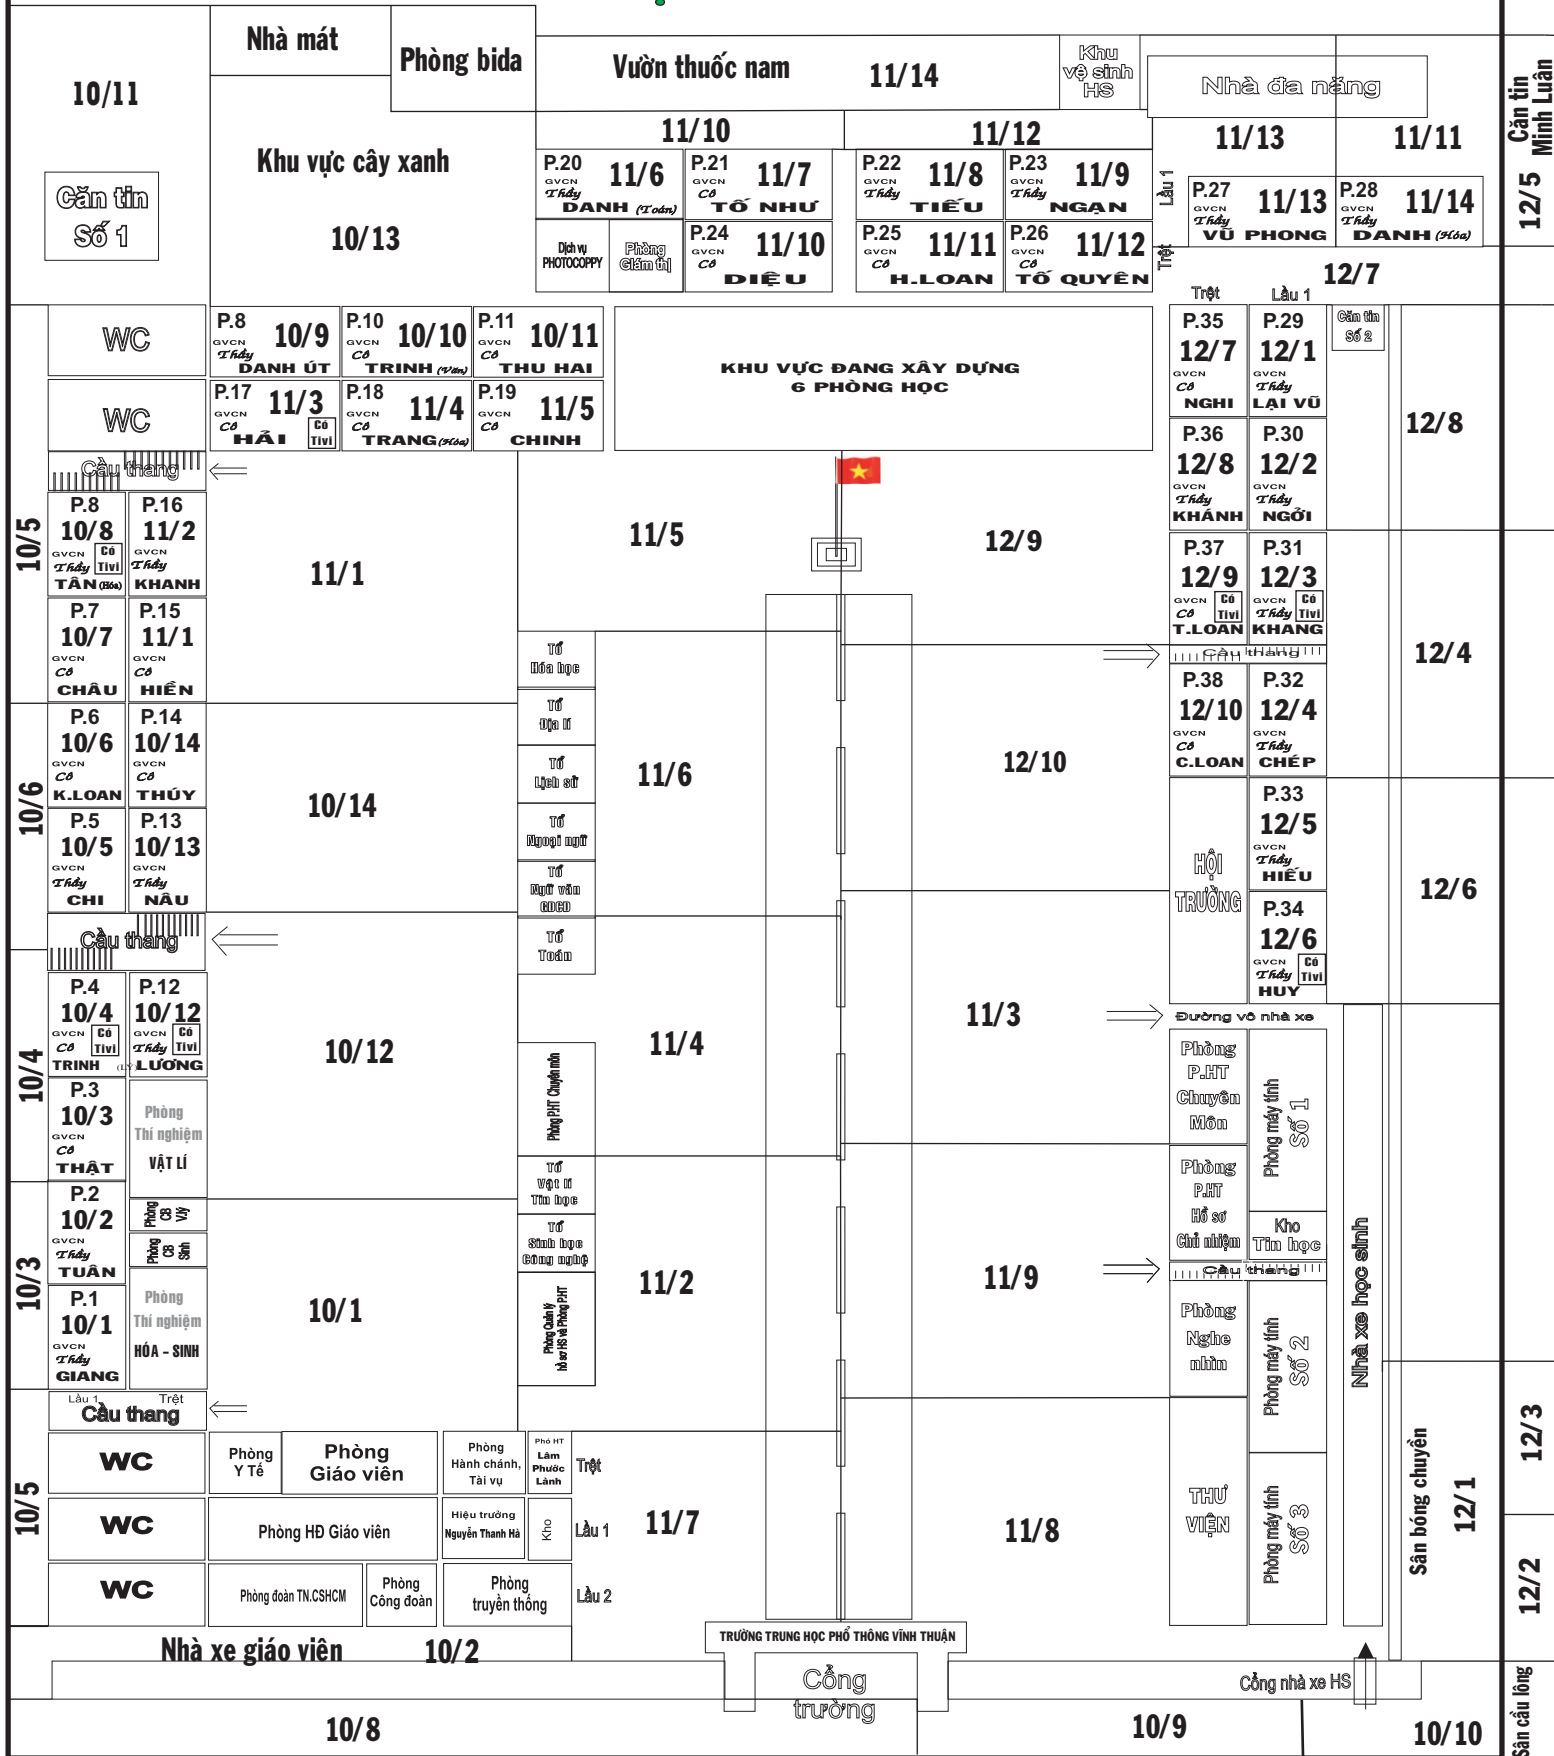 Nhà mát
Phòng bida
Vườn thuốc nam
11/14
Khu
vệ sinh
HS
Nhà đa năng
Căn tin
Minh Luân
10/11
Căn tin
Số 1
Khu vực cây xanh
10/13
11/10
11/12
11/13
11/11
12/5
P.20
11/6
GVCN
Thầy
DANH (Toán)
P.21
11/7
GVCN
Cô
TỐ NHƯ
P.22
11/8
GVCN
Thầy
TIẾU
P.23
11/9
GVCN
Thầy
NGẠN
Lầu 1
P.27
11/13
GVCN
Thầy
VŨ PHONG
P.28
11/14
GVCN
Thầy
DANH (Hóa)
Dịch vụ
PHOTOCOPPY
Phòng
Giám thị
P.24
11/10
GVCN
Cô
DIỆU
P.25
11/11
GVCN
Cô
H.LOAN
P.26
11/12
GVCN
Cô
TỐ QUYÊN
Trệt
12/7
WC
P.8
10/9
GVCN
Thầy
DANH ÚT
P.10
10/10
GVCN
Cô
TRINH (Văn)
P.11
10/11
GVCN
Cô
THU HAI
KHU VỰC ĐANG XÂY DỰNG
6 PHÒNG HỌC
WC
P.17
11/3
GVCN
Cô
HẢI
Có
Tivi
P.18
11/4
GVCN
Cô
TRANG (Hóa)
P.19
11/5
GVCN
Cô
CHINH
Trệt
Lầu 1
P.35
12/7
GVCN
Cô
NGHI
P.29
12/1
GVCN
Thầy
LẠI VŨ
Căn tin
Số 2
P.36
12/8
GVCN
Thầy
KHÁNH
P.30
12/2
GVCN
Thầy
NGỞI
12/8
Cầu thang
10/5
P.8
10/8
GVCN
Thầy
Có
Tivi
TÂN (Hóa)
P.16
11/2
GVCN
Thầy
KHANH
11/1
11/5
12/9
P.37
12/9
GVCN
Cô
Có
Tivi
T.LOAN
P.31
12/3
GVCN
Thầy
Có
Tivi
KHANG
P.7
10/7
GVCN
Cô
CHÂU
P.15
11/1
GVCN
Cô
HIỀN
Cầu thang
12/4
Tổ
Hóa học
P.38
12/10
GVCN
Cô
C.LOAN
P.32
12/4
GVCN
Thầy
CHÉP
10/6
P.6
10/6
GVCN
Cô
K.LOAN
P.14
10/14
GVCN
Cô
THÚY
10/14
Tổ
Địa lí
Tổ
Lịch sử
11/6
12/10
P.5
10/5
GVCN
Thầy
CHI
P.13
10/13
GVCN
Thầy
NÂU
Tổ
Ngoại ngữ
Tổ
Ngữ văn
GDCD
HỘI
TRƯỜNG
P.33
12/5
GVCN
Thầy
HIẾU
P.34
12/6
GVCN
Thầy
Có
Tivi
HUY
12/6
Cầu thang
Tổ
Toán
10/4
P.4
10/4
GVCN
Cô
Có
Tivi
TRINH (LÝ)
P.12
10/12
GVCN
Thầy
Có
Tivi
LƯƠNG
10/12
11/4
11/3
Đường vô nhà xe
P.3
10/3
GVCN
Cô
THẬT
Phòng
Thí nghiệm
VẬT LÍ
Phòng P.HT Chuyên môn
Phòng
P.HT
Chuyên
Môn
Phòng máy tính
Số 1
10/3
P.2
10/2
GVCN
Thầy
TUÂN
Phòng
CB
V.lý
Phòng
CB
Sinh
Tổ
Vật lí
Tin học
Tổ
Sinh học
Công nghệ
Phòng
P.HT
Hồ sơ
Chủ nhiệm
Kho
Tin học
Cầu thang
P.1
10/1
GVCN
Thầy
GIANG
Phòng
Thí nghiệm
HÓA - SINH
10/1
Phòng Quản lý
hồ sơ HS và Phòng P.HT
11/2
11/9
Phòng
Nghe
nhìn
Phòng máy tính
Số 2
Nhà xe học sinh
Lầu 1
Trệt
Cầu thang
10/5
WC
Phòng
Y Tế
Phòng
Giáo viên
Phòng
Hành chánh,
Tài vụ
Phó HT
Lâm
Phước
Lành
Trệt
WC
Phòng HĐ Giáo viên
Hiệu trưởng
Nguyễn Thanh Hà
Kho
Lầu 1
WC
Phòng đoàn TN.CSHCM
Phòng
Công đoàn
Phòng
truyền thống
Lầu 2
11/7
11/8
THƯ
VIỆN
Phòng máy tính
Số 3
Sân bóng chuyền
12/1
12/3
12/2
Nhà xe giáo viên
10/2
TRƯỜNG TRUNG HỌC PHỔ THÔNG VĨNH THUẬN
Cổng
trường
Cổng nhà xe HS
Sân cầu lông
10/8
10/9
10/10